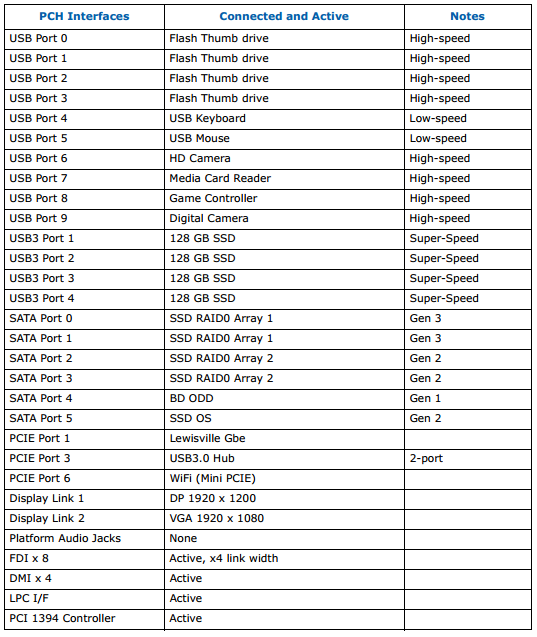 PCH Interfaces Connected and Active Notes
USB Port 0 Flash Thumb drive High-speed
USB Port 1 Flash Thumb drive High-speed
USB Port 2 Flash Thumb drive High-speed
USB Port 3 Flash Thumb drive High-speed
USB Port 4 USB Keyboard Low-speed
USB Port 5 USB Mouse Low-speed
USB Port 6 HD Camera High-speed
USB Port 7 Media Card Reader High-speed
USB Port 8 Game Controller High-speed
USB Port 9 Digital Camera High-speed
USB3 Port 1 128 GB SSD Super-Speed
USB3 Port 2 128 GB SSD Super-Speed
USB3 Port 3 128 GB SSD Super-Speed
USB3 Port 4 128 GB SSD Super-Speed
SATA Port 0 SSD RAID0 Array 1 Gen 3
SATA Port 1 SSD RAID0 Array 1 Gen 3
SATA Port 2 SSD RAID0 Array 2 Gen 2
SATA Port 3 SSD RAID0 Array 2 Gen 2
SATA Port 4 BD ODD Gen 1
SATA Port 5 SSD OS Gen 2
PCIE Port 1 Lewisville Gbe
PCIE Port 3 USB3.0 Hub 2-port
PCIE Port 6 WiFi (Mini PCIE)
Display Link 1 DP 1920 x 1200
Display Link 2 VGA 1920 x 1080
Platform Audio Jacks None
FDI x 8 Active, x4 link width
DMI x 4 Active
LPC I/F Active
PCI 1394 Controller Active